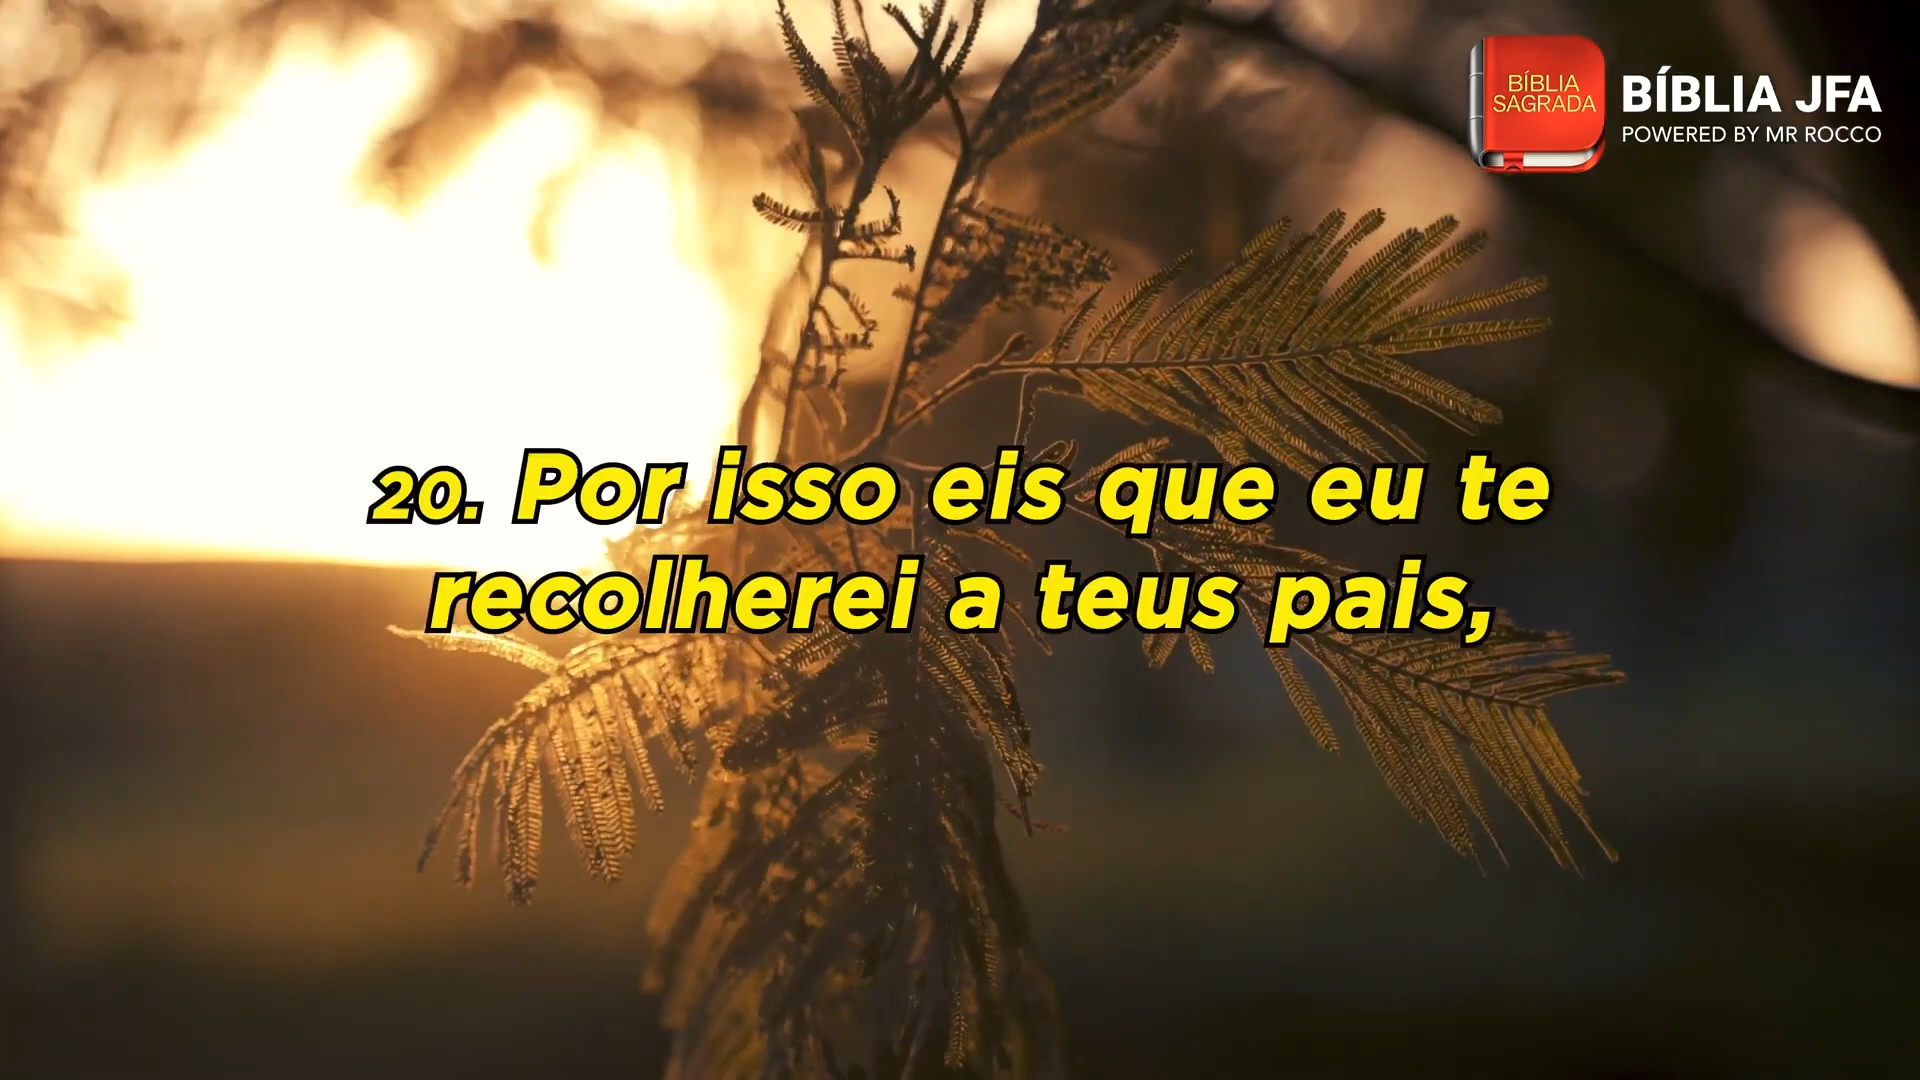 BÍBLIA
SAGRADA
BÍBLIA JFA
POWERED BY MR ROCCO
20. Por isso eis que eu te
recolherei a teus pais,